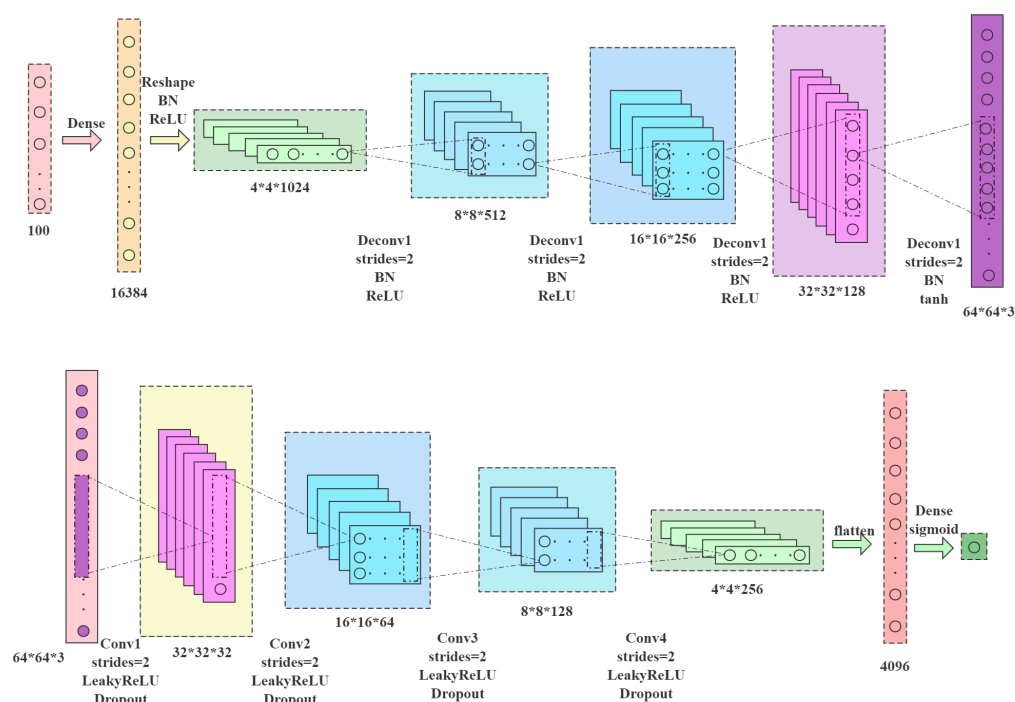 Dense
Reshape
BN
ReLU
100
16384
4*4*1024
8*8*512
16*16*256
32*32*128
64*64*3
Deconv1
strides=2
BN
ReLU
Deconv1
strides=2
BN
ReLU
Deconv1
strides=2
BN
ReLU
Deconv1
strides=2
BN
tanh
64*64*3
32*32*32
16*16*64
8*8*128
4*4*256
flatten
4096
Dense
sigmoid
Conv1
strides=2
LeakyReLU
Dropout
Conv2
strides=2
LeakyReLU
Dropout
Conv3
strides=2
LeakyReLU
Dropout
Conv4
strides=2
LeakyReLU
Dropout